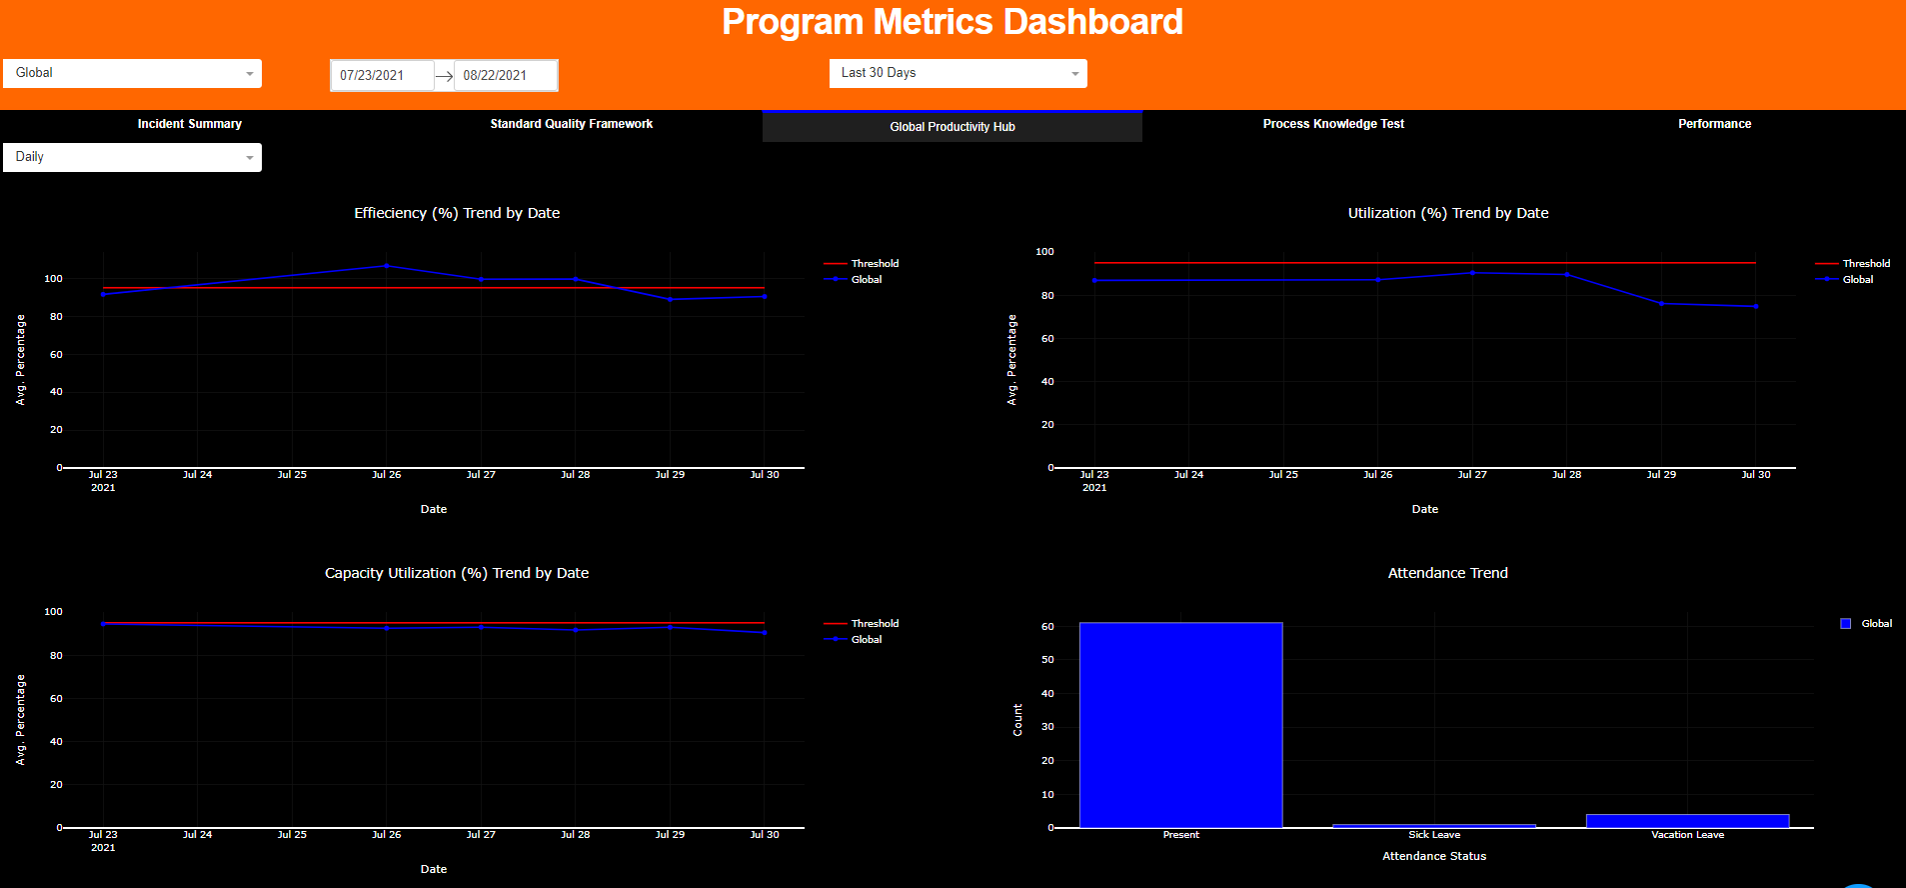 Program Metrics Dashboard
Global
07/23/2021
08/22/2021
Last 30 Days
Incident Summary
Standard Quality Framework
Global Productivity Hub
Process Knowledge Test
Performance
Daily
Effieciency (%) Trend by Date
Avg. Percentage
100
80
60
40
20
0
Jul 23
2021
Jul 24
Jul 25
Jul 26
Jul 27
Jul 28
Jul 29
Jul 30
Date
Threshold
Global
Utilization (%) Trend by Date
Avg. Percentage
100
80
60
40
20
0
Jul 23
2021
Jul 24
Jul 25
Jul 26
Jul 27
Jul 28
Jul 29
Jul 30
Date
Threshold
Global
Capacity Utilization (%) Trend by Date
Avg. Percentage
100
80
60
40
20
0
Jul 23
2021
Jul 24
Jul 25
Jul 26
Jul 27
Jul 28
Jul 29
Jul 30
Date
Threshold
Global
Attendance Trend
Count
60
50
40
30
20
10
0
Present
Sick Leave
Vacation Leave
Attendance Status
Global